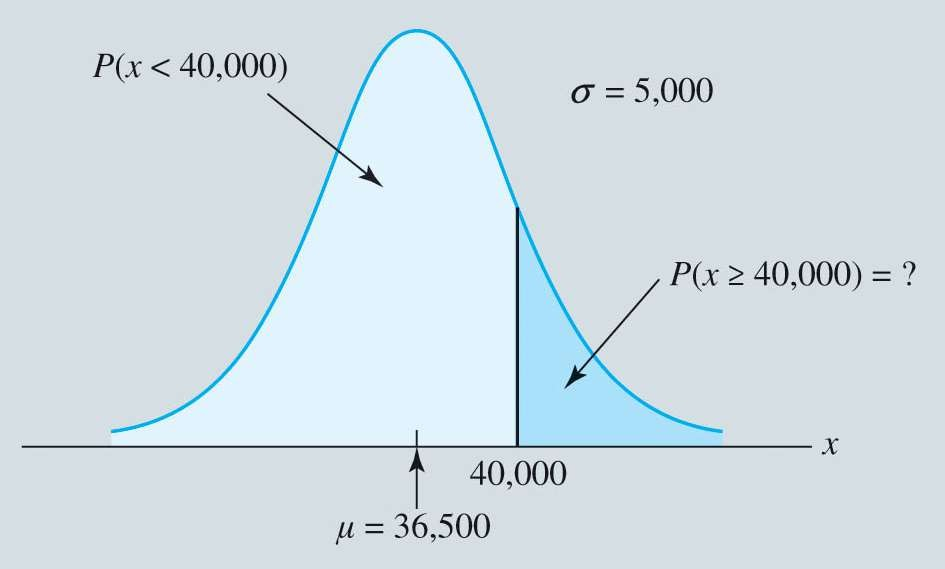 P(x < 40,000)
σ = 5,000
P(x ≥ 40,000) = ?
x
40,000
μ = 36,500